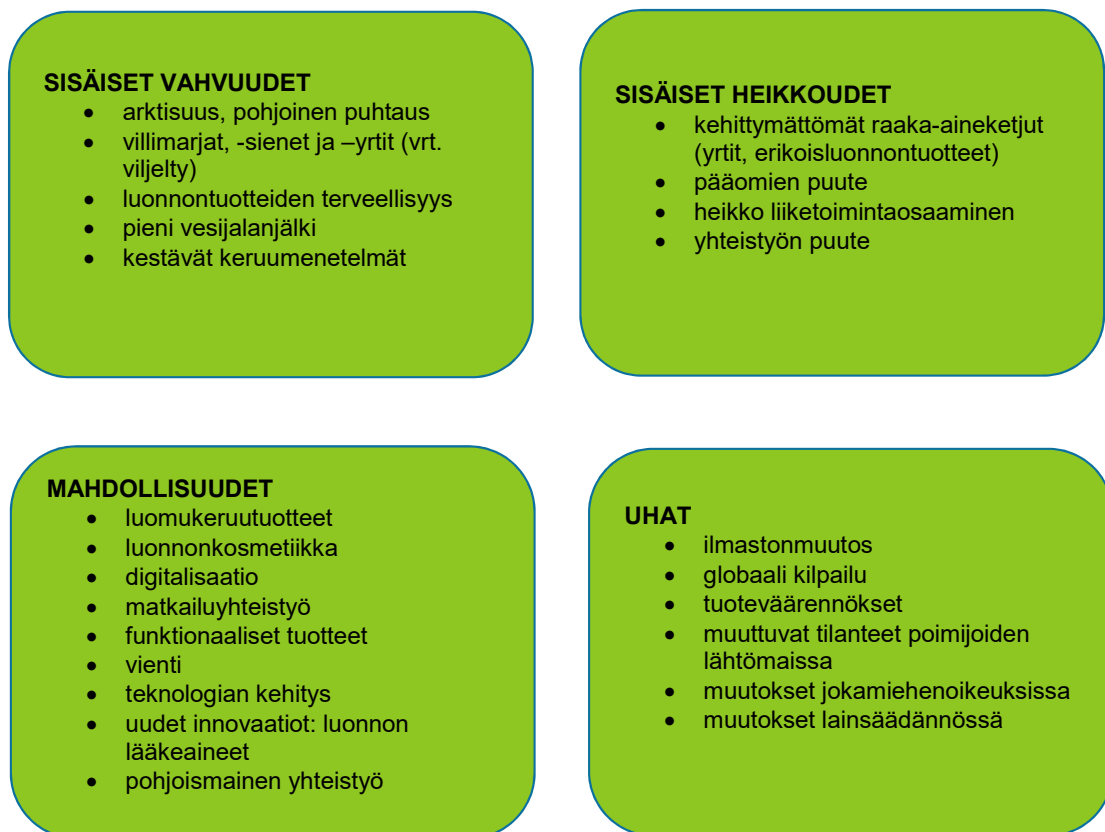 SISÄISET VAHVUUDET
• arktisuus, pohjoinen puhtaus
• villimarjat, -sienet ja –yrtit (vrt.
viljelty)
• luonnontuotteiden terveellisyys
• pieni vesijalanjälki
• kestävät keruumenetelmät
SISÄISET HEIKKOUDET
• kehittymättömät raaka-aineketjut
(yrtit, erikoisluonnontuotteet)
• pääomien puute
• heikko liiketoimintaosaaminen
• yhteistyön puute
MAHDOLLISUUDET
• luomukeruutuotteet
• luonnonkosmetiikka
• digitalisaatio
• matkailuyhteistyö
• funktionaaliset tuotteet
• vienti
• teknologian kehitys
• uudet innovaatiot: luonnon
lääkeaineet
• pohjoismainen yhteistyö
UHAT
• ilmastonmuutos
• globaali kilpailu
• tuoteväärennökset
• muuttuvat tilanteet poimijoiden
lähtömaissa
• muutokset jokamiehenoikeuksissa
• muutokset lainsäädännössä